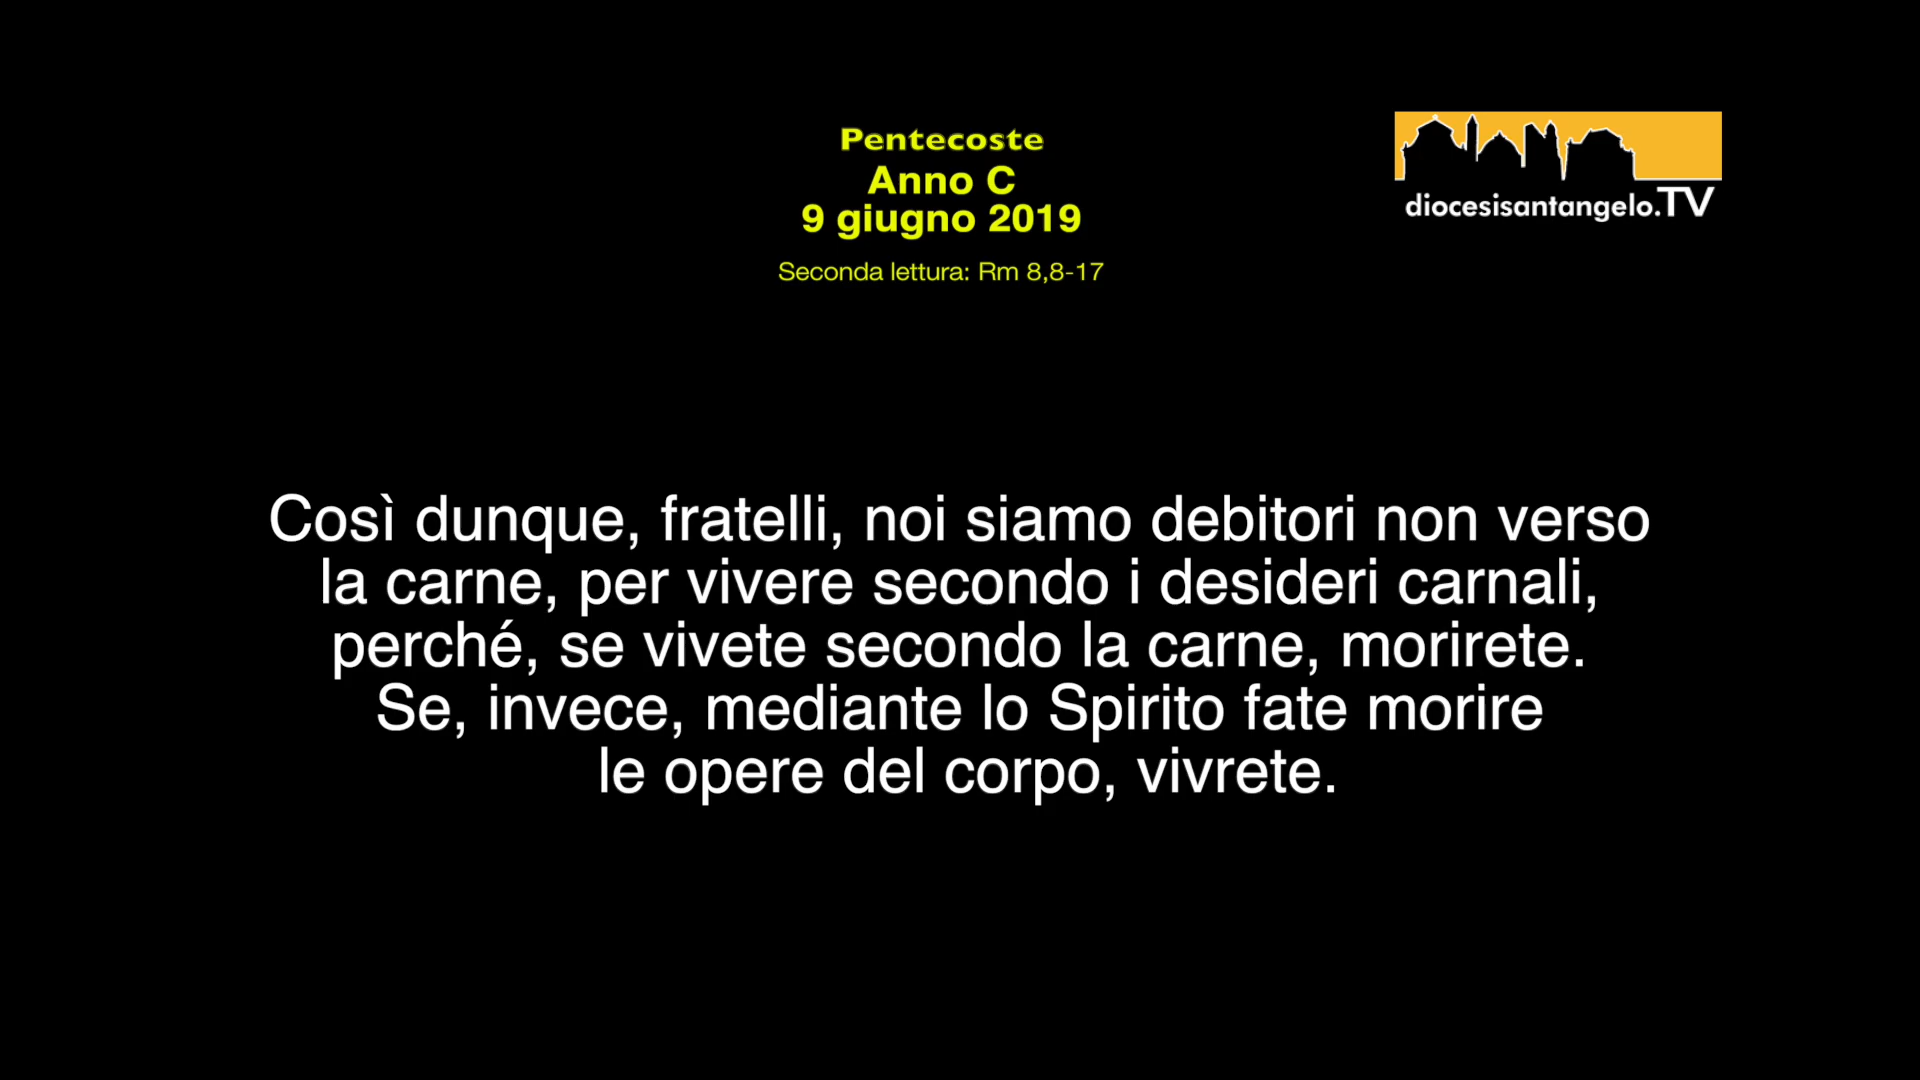 Pentecoste
Anno C
9 giugno 2019
Seconda lettura: Rm 8,8-17
diocesisantangelo.TV
Così dunque, fratelli, noi siamo debitori non verso
la carne, per vivere secondo i desideri carnali,
perché, se vivete secondo la carne, morirete.
Se, invece, mediante lo Spirito fate morire
le opere del corpo, vivrete.